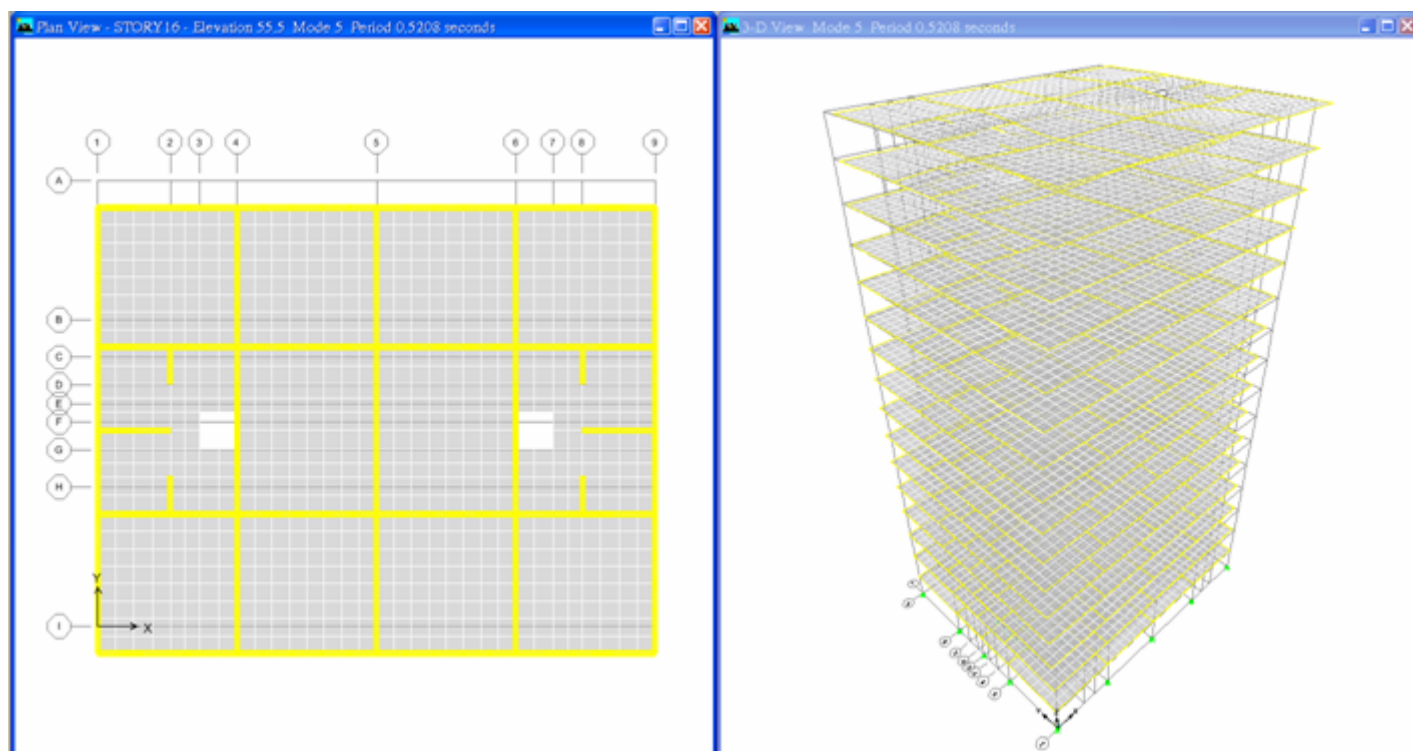 Plan View - STORY16 - Elevation 55.5 Mode 5 Period 0.5208 seconds
3-D View Mode 5 Period 0.5208 seconds
1 2 3 4 5 6 7 8 9
A
B
C
D
E
F
G
H
I
Y
X